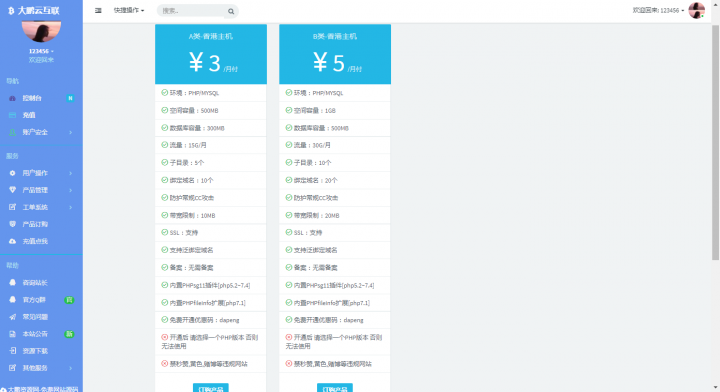 大鹏云互联
快捷操作
搜索..
欢迎回来: 123456
123456
欢迎回来
导航
控制台
充值
账户安全
服务
用户操作
产品管理
工单系统
产品订购
充值点我
帮助
咨询站长
官方Q群
常见问题
本站公告
资源下载
其他服务
大鹏资源网-免费网站源码
A类-香港主机
¥ 3 /月付
环境：PHP/MYSQL
空间容量：500MB
数据库容量：300MB
流量：15G/月
子目录：5个
绑定域名：10个
防护常规CC攻击
带宽限制：10MB
SSL：支持
支持泛绑定域名
备案：无需备案
内置PHPsg11插件[php5.2~7.4]
内置PHPfileinfo扩展[php7.1]
免费开通优惠码：dapeng
开通后 请选择一个PHP版本 否则
无法使用
禁秒赞,黄色,赌博等违规网站
订购产品
B类-香港主机
¥ 5 /月付
环境：PHP/MYSQL
空间容量：1GB
数据库容量：500MB
流量：30G/月
子目录：10个
绑定域名：20个
防护常规CC攻击
带宽限制：20MB
SSL：支持
支持泛绑定域名
备案：无需备案
内置PHPsg11插件[php5.2~7.4]
内置PHPfileinfo扩展[php7.1]
免费开通优惠码：dapeng
开通后 请选择一个PHP版本 否则
无法使用
禁秒赞,黄色,赌博等违规网站
订购产品